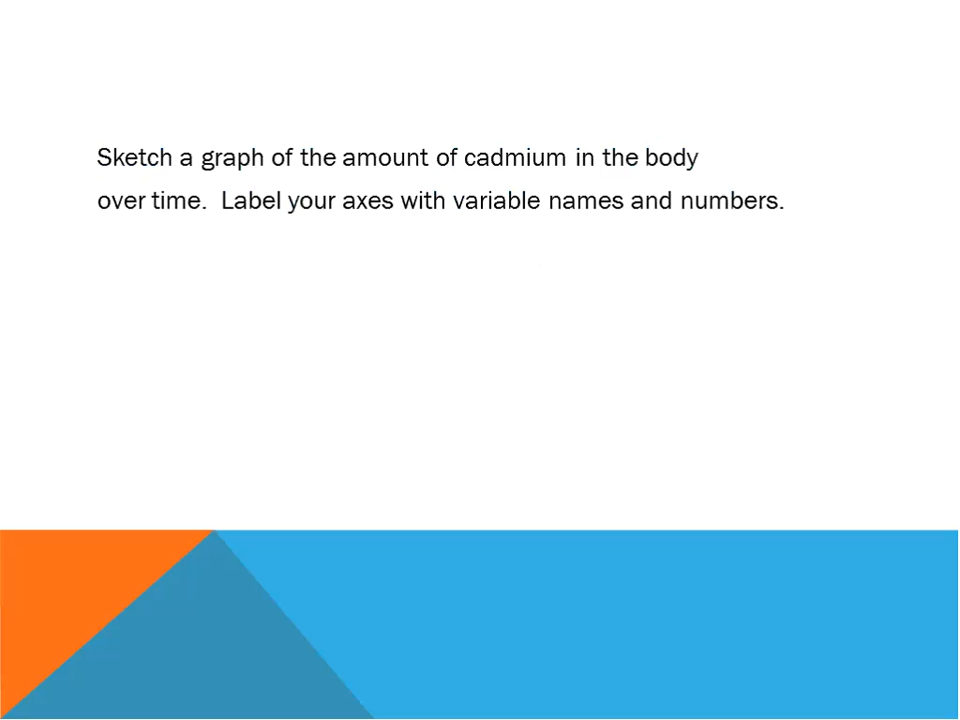 Sketch a graph of the amount of cadmium in the body
over time.  Label your axes with variable names and numbers.